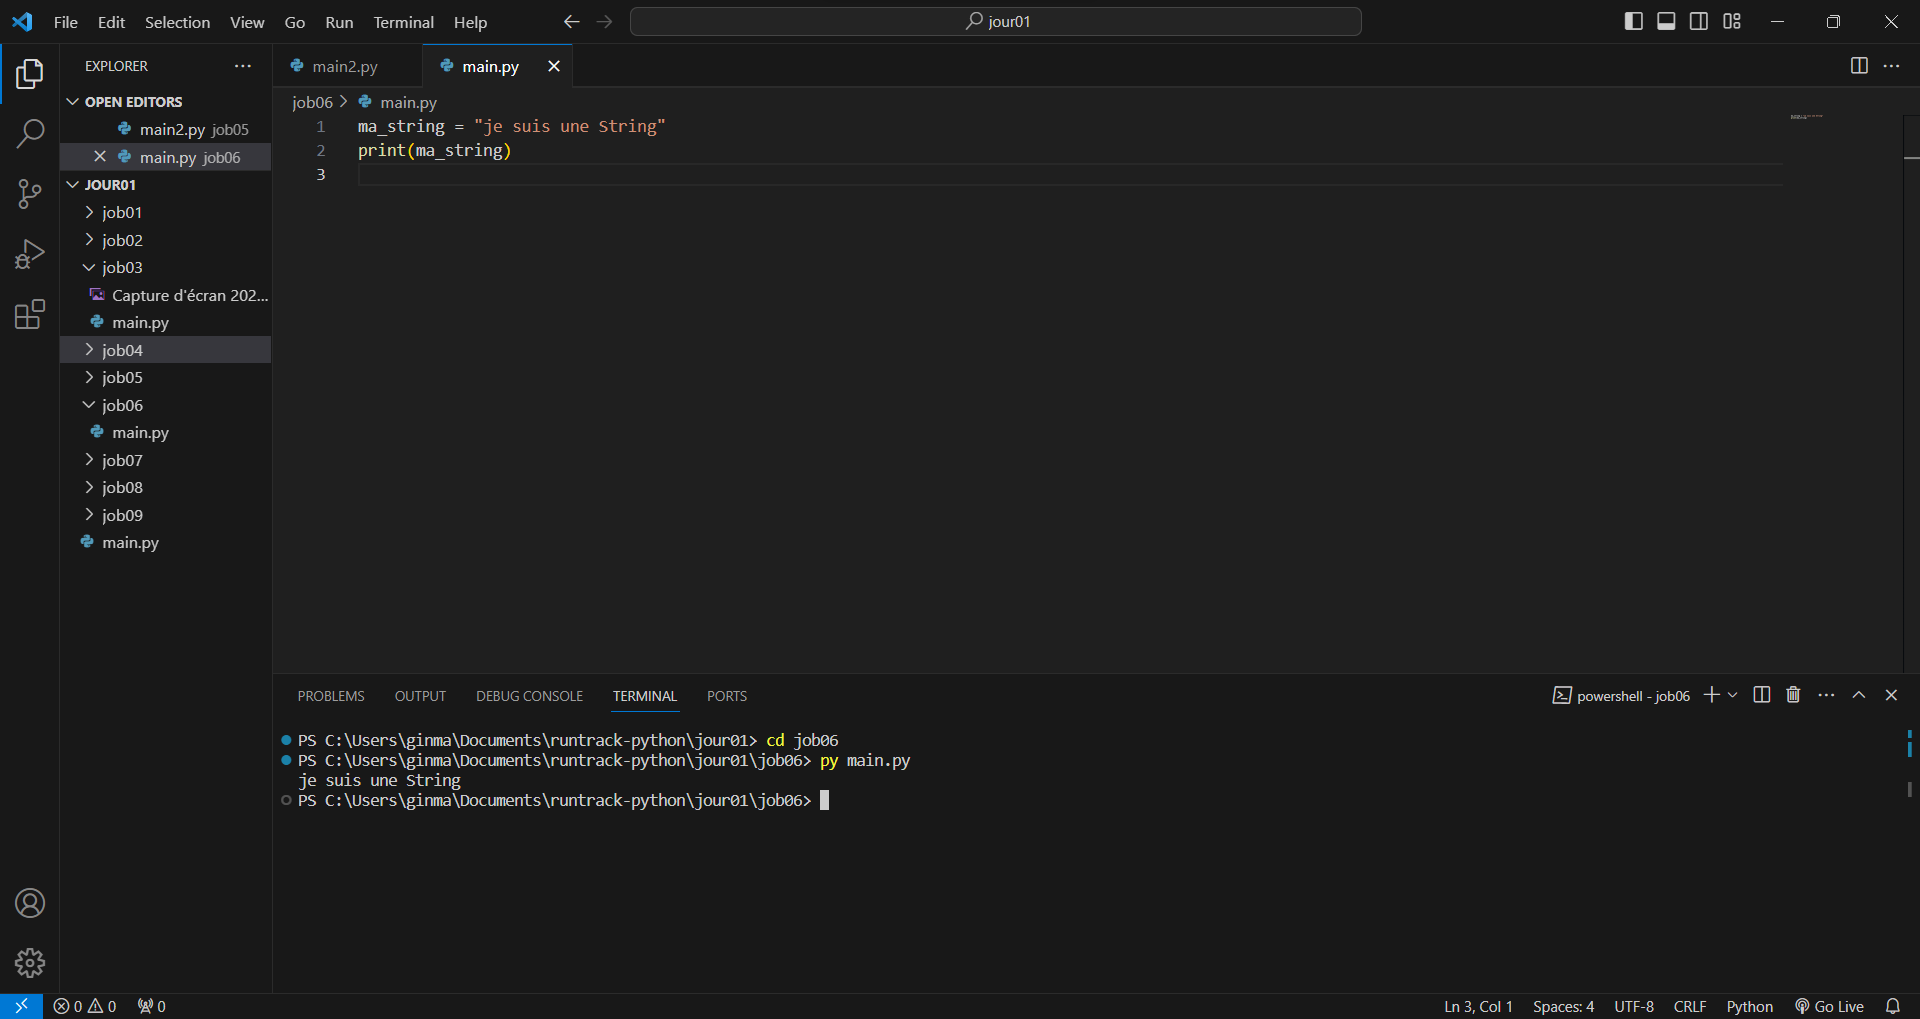 File Edit Selection View Go Run Terminal Help
jour01
EXPLORER
OPEN EDITORS
main2.py job05
main.py job06
JOUR01
job01
job02
job03
Capture d'écran 202...
main.py
job04
job05
job06
main.py
job07
job08
job09
main.py
main2.py
main.py
job06 > main.py
1 ma_string = "je suis une String"
2 print(ma_string)
3
PROBLEMS OUTPUT DEBUG CONSOLE TERMINAL PORTS
powershell - job06
PS C:\Users\ginma\Documents\runtrack-python\jour01> cd job06
PS C:\Users\ginma\Documents\runtrack-python\jour01\job06> py main.py
je suis une String
PS C:\Users\ginma\Documents\runtrack-python\jour01\job06>
0 0 0
Ln 3, Col 1 Spaces: 4 UTF-8 CRLF Python Go Live